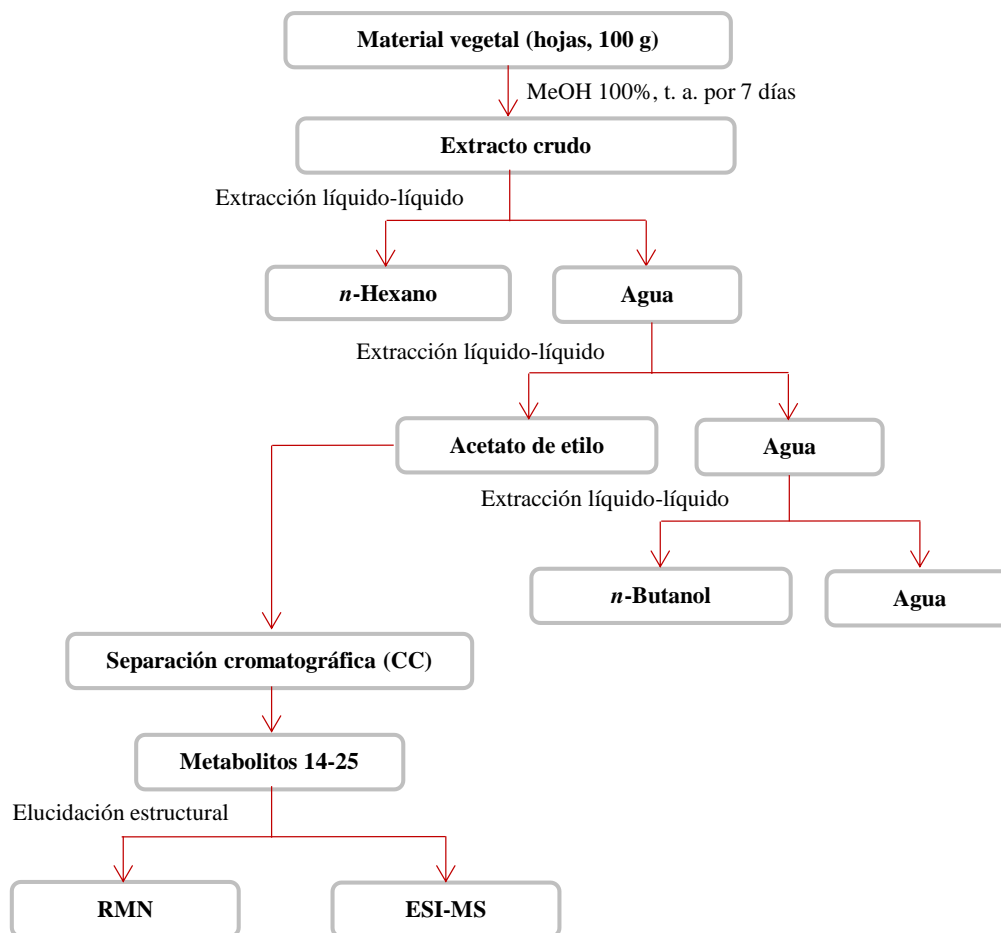 Material vegetal (hojas, 100 g)
MeOH 100%, t. a. por 7 días
Extracto crudo
Extracción líquido-líquido
n-Hexano
Agua
Extracción líquido-líquido
Acetato de etilo
Agua
Extracción líquido-líquido
n-Butanol
Agua
Separación cromatográfica (CC)
Metabolitos 14-25
Elucidación estructural
RMN
ESI-MS